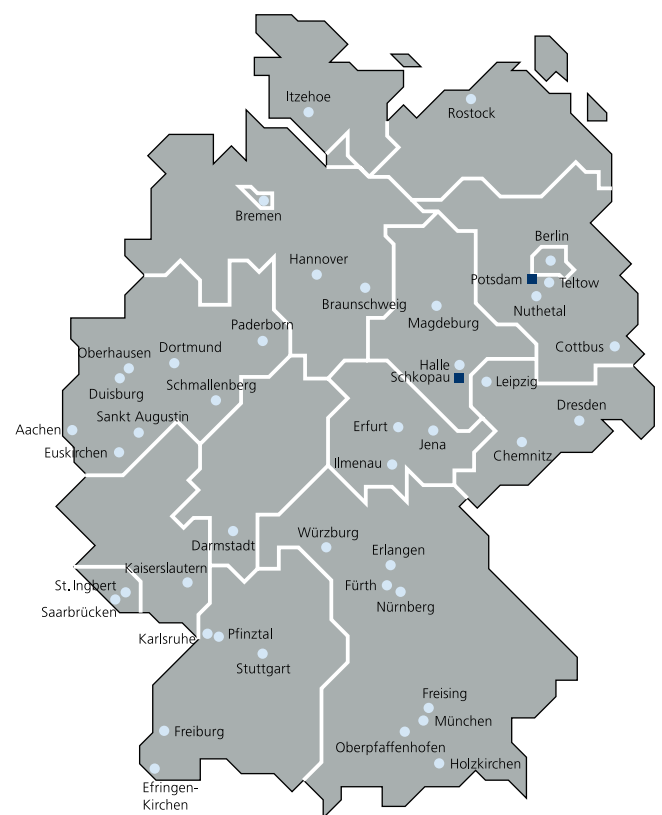 Itzehoe
Rostock
Bremen
Berlin
Hannover
Potsdam
Teltow
Braunschweig
Nuthetal
Magdeburg
Paderborn
Cottbus
Oberhausen
Dortmund
Halle
Schkopau
Leipzig
Duisburg
Schmallenberg
Dresden
Sankt Augustin
Aachen
Erfurt
Jena
Euskirchen
Chemnitz
Ilmenau
Würzburg
Darmstadt
Erlangen
Kaiserslautern
St. Ingbert
Fürth
Nürnberg
Saarbrücken
Karlsruhe
Pfinztal
Stuttgart
Freising
München
Freiburg
Oberpfaffenhofen
Holzkirchen
Efringen-
Kirchen